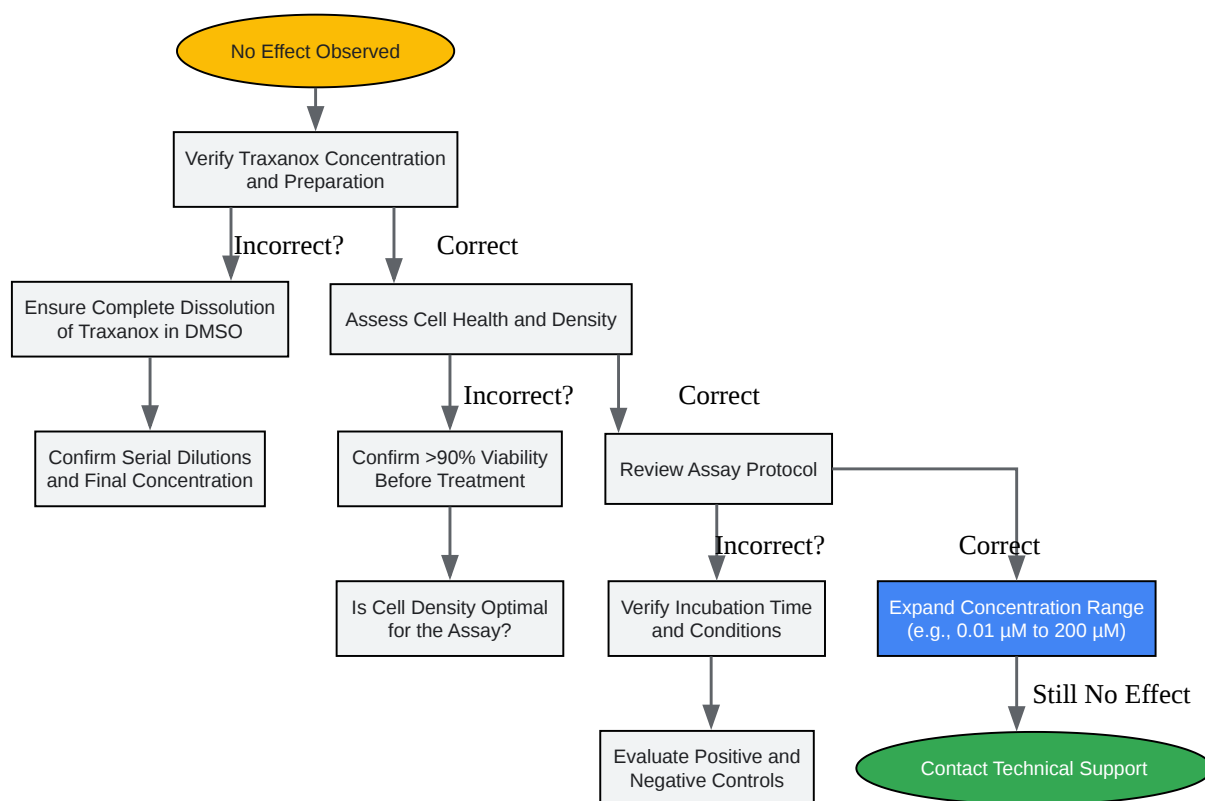 No Effect Observed
Verify Traxanox Concentration
and Preparation
Incorrect?
Correct
Ensure Complete Dissolution
of Traxanox in DMSO
Assess Cell Health and Density
Incorrect?
Correct
Confirm Serial Dilutions
and Final Concentration
Confirm >90% Viability
Before Treatment
Review Assay Protocol
Incorrect?
Correct
Is Cell Density Optimal
for the Assay?
Verify Incubation Time
and Conditions
Expand Concentration Range
(e.g., 0.01 µM to 200 µM)
Still No Effect
Evaluate Positive and
Negative Controls
Contact Technical Support